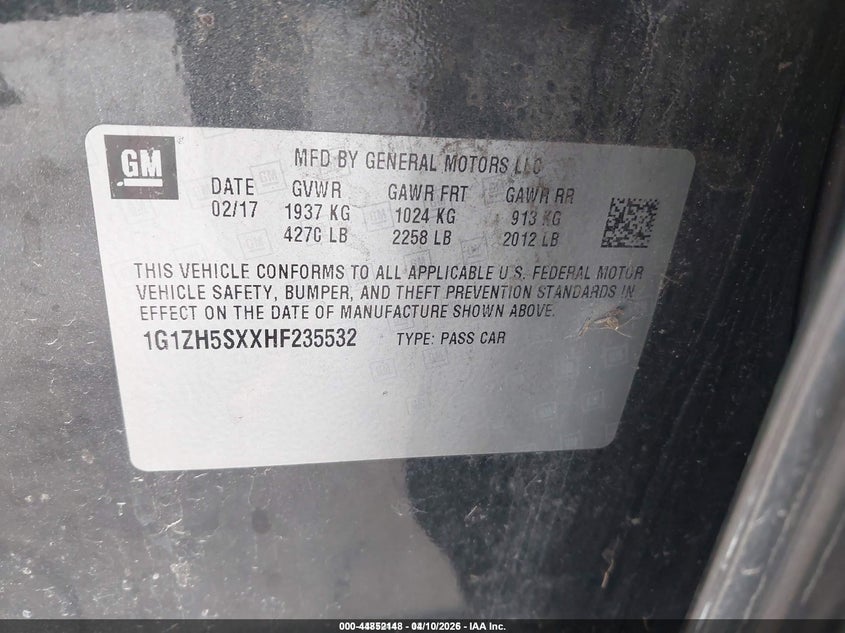 GM
MFD BY GENERAL MOTORS LLC
DATE GVWR GAWR FRT GAWR RR
02/17 1937 KG 1024 KG 913 KG
4270 LB 2258 LB 2012 LB
THIS VEHICLE CONFORMS TO ALL APPLICABLE U.S. FEDERAL MOTOR
VEHICLE SAFETY, BUMPER, AND THEFT PREVENTION STANDARDS IN
EFFECT ON THE DATE OF MANUFACTURE SHOWN ABOVE.
1G1ZH5SXXHF235532 TYPE: PASS CAR
000-44852148 - 04/10/2026 - IAA Inc.